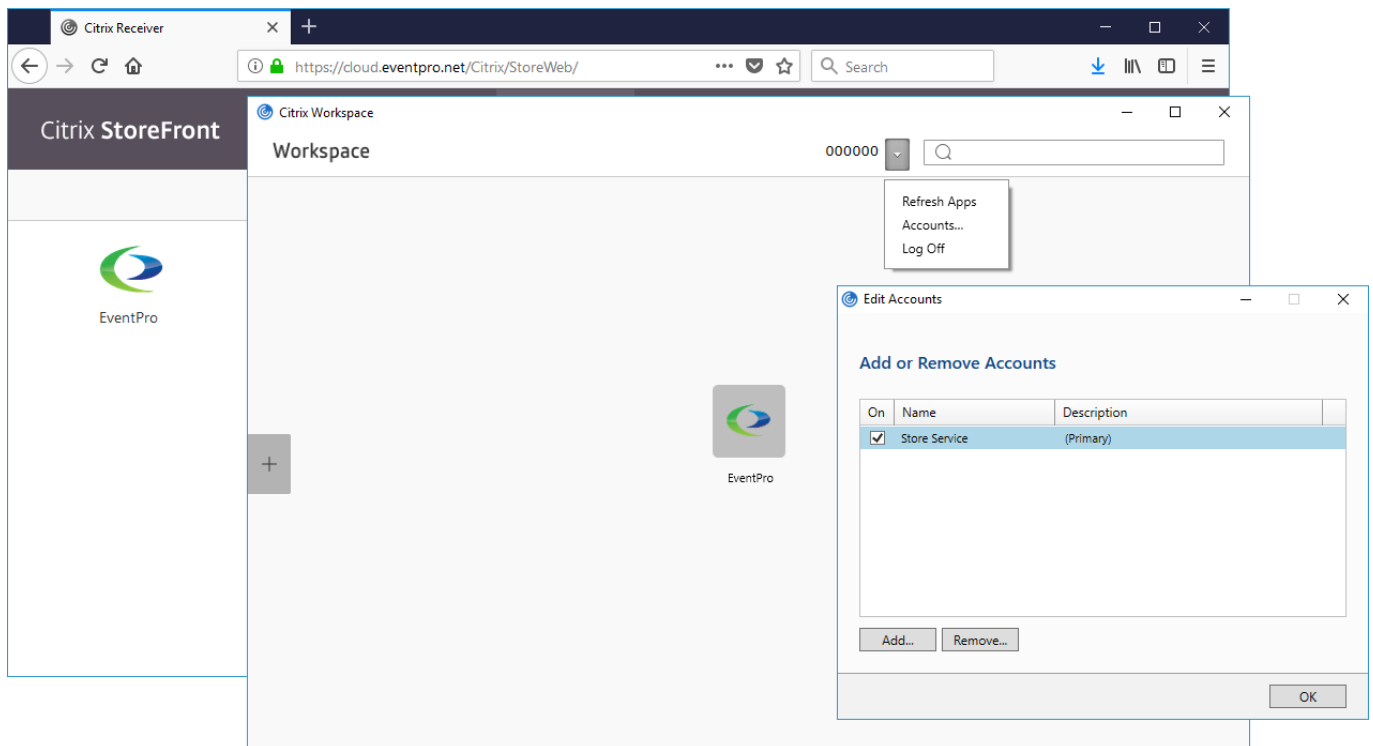 Citrix Receiver
https://cloud.eventpro.net/Citrix/StoreWeb/
Search
Citrix StoreFront
EventPro
Citrix Workspace
Workspace
000000
Refresh Apps
Accounts...
Log Off
EventPro
Edit Accounts
Add or Remove Accounts
On Name Description
Store Service (Primary)
Add... Remove...
OK